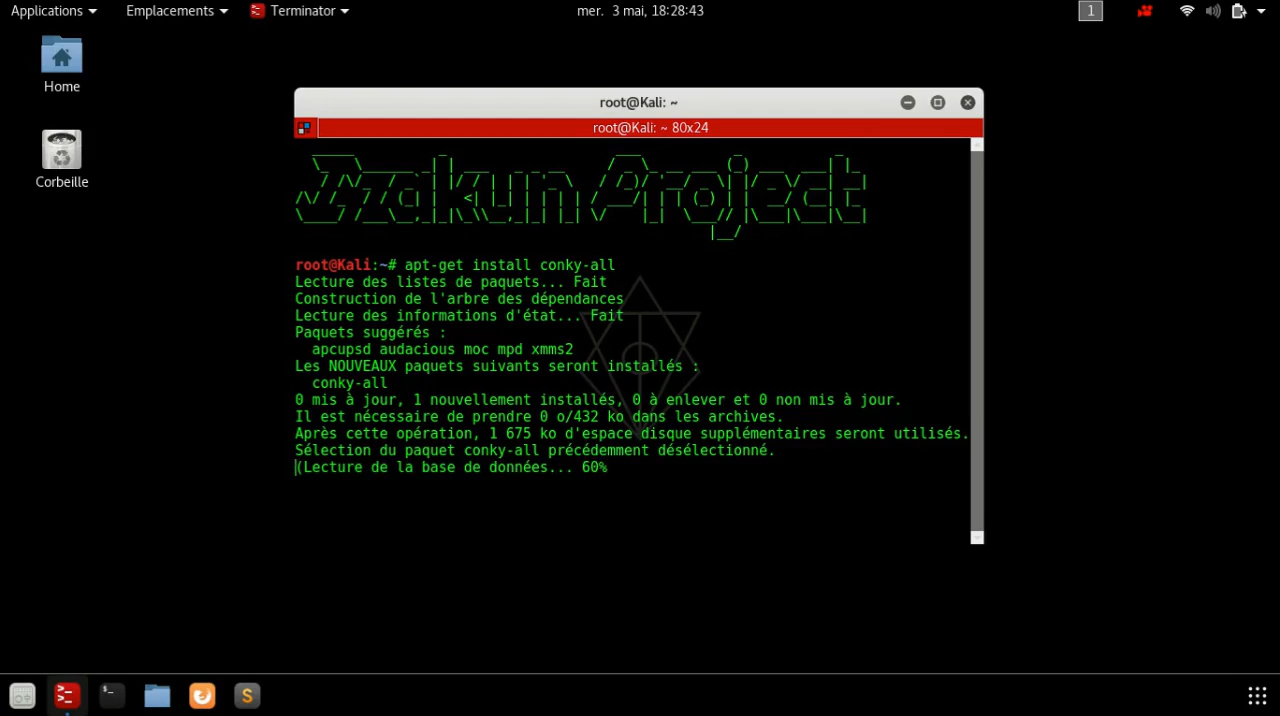 Applications Emplacements Terminator mer. 3 mai, 18:28:43 1
Home
Corbeille
root@Kali: ~
root@Kali: ~ 80x24
Jzakun Project
root@Kali:~# apt-get install conky-all
Lecture des listes de paquets... Fait
Construction de l'arbre des dépendances
Lecture des informations d'état... Fait
Paquets suggérés :
apcupsd audacious moc mpd xmms2
Les NOUVEAUX paquets suivants seront installés :
conky-all
0 mis à jour, 1 nouvellement installés, 0 à enlever et 0 non mis à jour.
Il est nécessaire de prendre 0 o/432 ko dans les archives.
Après cette opération, 1 675 ko d'espace disque supplémentaires seront utilisés.
Sélection du paquet conky-all précédemment désélectionné.
(Lecture de la base de données... 60%